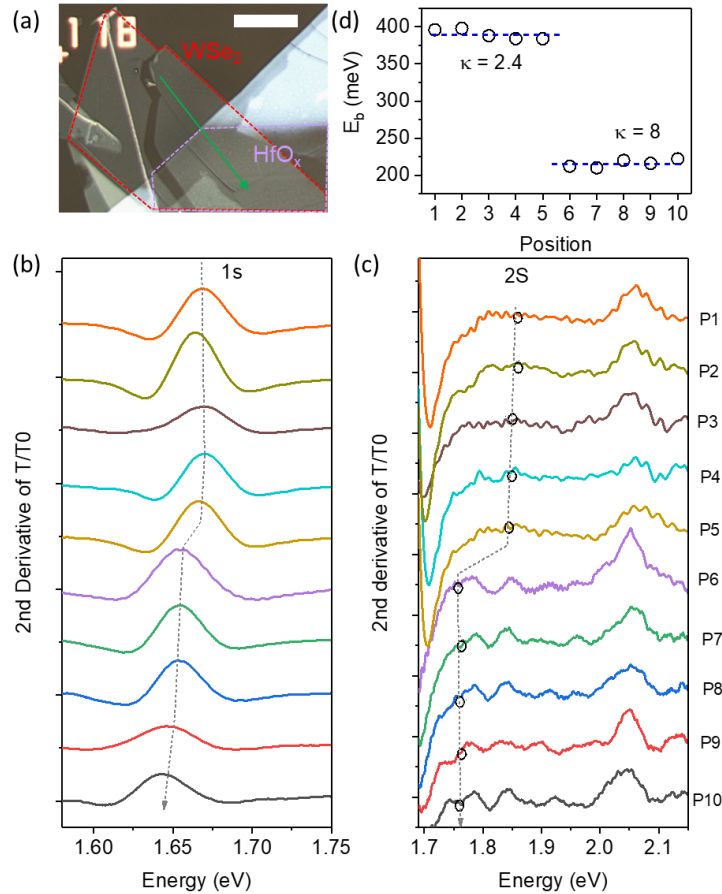 (a)
1 18
WSe₂
HfOₓ
(d)
E_b (meV)
400
350
300
250
200
κ = 2.4
κ = 8
1 2 3 4 5 6 7 8 9 10
Position
(b)
1s
2nd Derivative of T/T0
1.60 1.65 1.70 1.75
Energy (eV)
(c)
2S
P1
P2
P3
P4
P5
P6
P7
P8
P9
P10
2nd derivative of T/T0
1.7 1.8 1.9 2.0 2.1
Energy (eV)